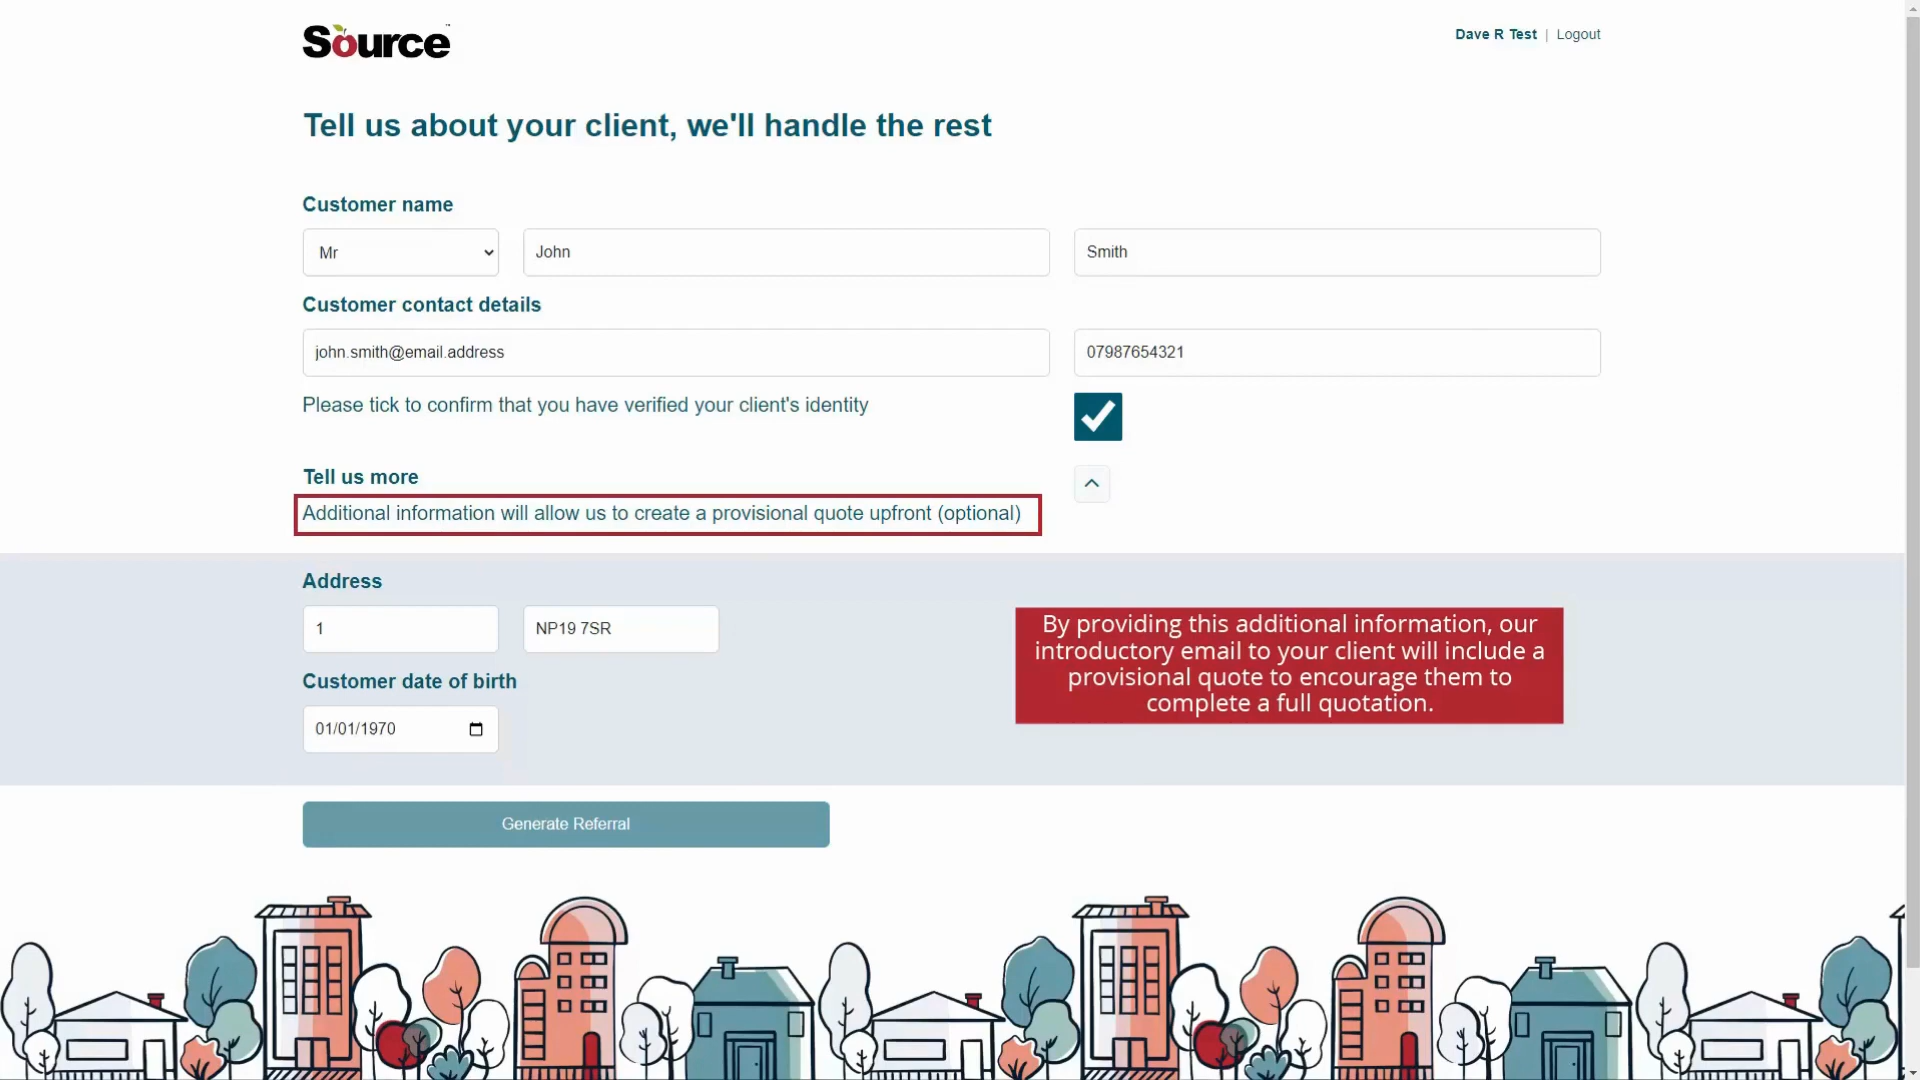 Source™
Dave R Test | Logout
Tell us about your client, we'll handle the rest
Customer name
Mr
John
Smith
Customer contact details
john.smith@email.address
07987654321
Please tick to confirm that you have verified your client's identity
Tell us more
Additional information will allow us to create a provisional quote upfront (optional)
Address
1
NP19 7SR
By providing this additional information, our
introductory email to your client will include a
provisional quote to encourage them to
complete a full quotation.
Customer date of birth
01/01/1970
Generate Referral